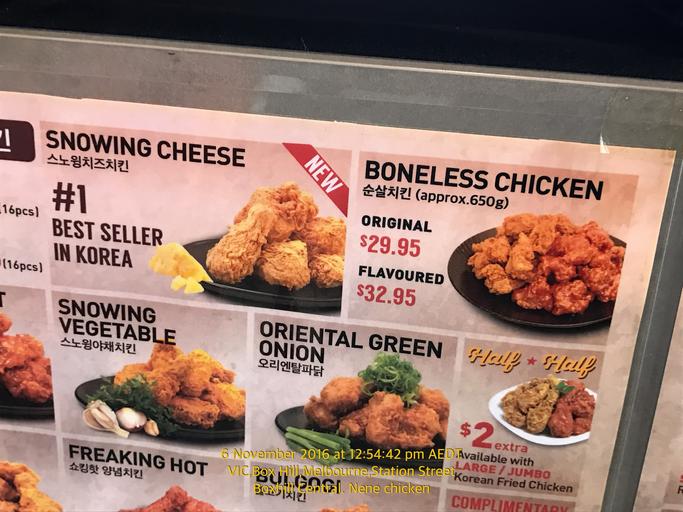 SNOWING CHEESE
스노윙치즈치킨
NEW
#1
BEST SELLER
IN KOREA
(16pcs)
(16pcs)
BONELESS CHICKEN
순살치킨 (approx.650g)
ORIGINAL
$29.95
FLAVOURED
$32.95
SNOWING
VEGETABLE
스노윙야채치킨
ORIENTAL GREEN
ONION
오리엔탈파닭
Half ★ Half
$2 extra
Available with
LARGE / JUMBO
Korean Fried Chicken
FREAKING HOT
쇼킹핫 양념치킨
COMPLIMENTARY
6 November 2016 at 12:54:42 pm AEDT
VIC Box Hill Melbourne,Station Street
Boxhill Central. Nene chicken